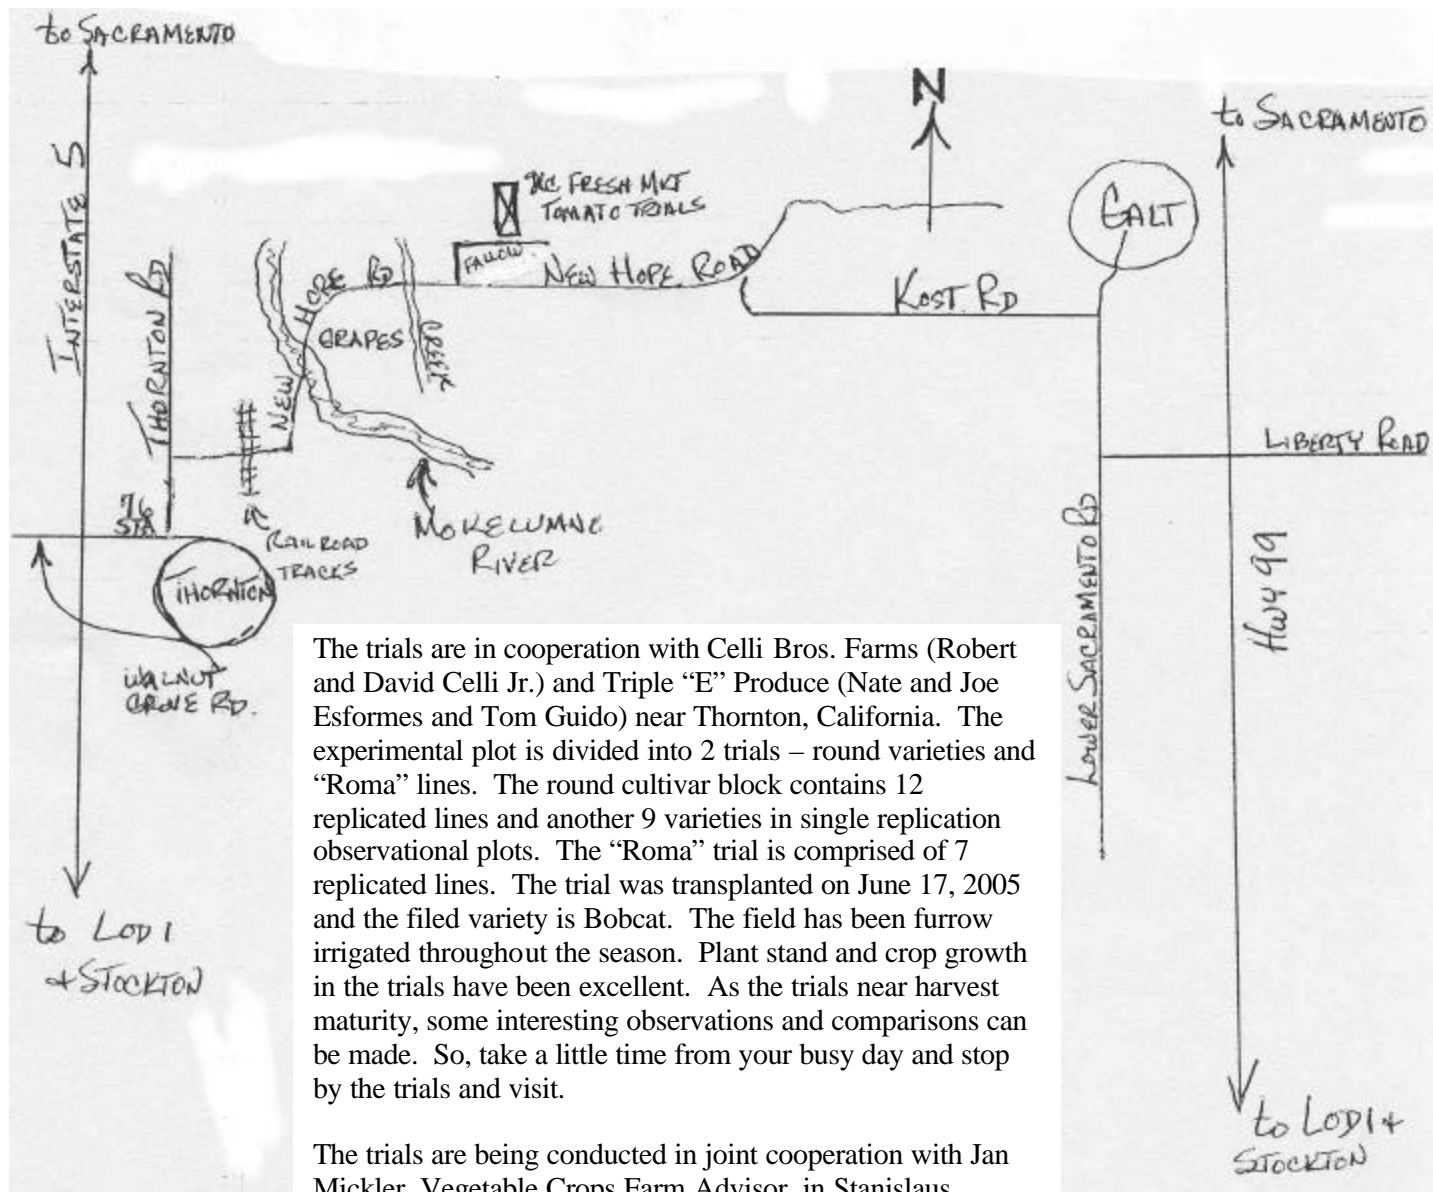 to SACRAMENTO
N
to SACRAMENTO
INTERSTATE 5
UC FRESH MKT
TOMATO TRIALS
GALT
THORNTON RD
FALLOW
NEW HOPE ROAD
NEW HOPE RD
KOST RD
GRAPES
CREEK
LIBERTY ROAD
76
STA
RAILROAD
TRACKS
MOKELUMNE
RIVER
THORNTON
WALNUT
GROVE RD.
LOWER SACRAMENTO RD
HWY 99
to LODI
& STOCKTON
The trials are in cooperation with Celli Bros. Farms (Robert
and David Celli Jr.) and Triple “E” Produce (Nate and Joe
Esformes and Tom Guido) near Thornton, California. The
experimental plot is divided into 2 trials – round varieties and
“Roma” lines. The round cultivar block contains 12
replicated lines and another 9 varieties in single replication
observational plots. The “Roma” trial is comprised of 7
replicated lines. The trial was transplanted on June 17, 2005
and the filed variety is Bobcat. The field has been furrow
irrigated throughout the season. Plant stand and crop growth
in the trials have been excellent. As the trials near harvest
maturity, some interesting observations and comparisons can
be made. So, take a little time from your busy day and stop
by the trials and visit.
The trials are being conducted in joint cooperation with Jan
Mickler, Vegetable Crops Farm Advisor, in Stanislaus
to LODI &
STOCKTON